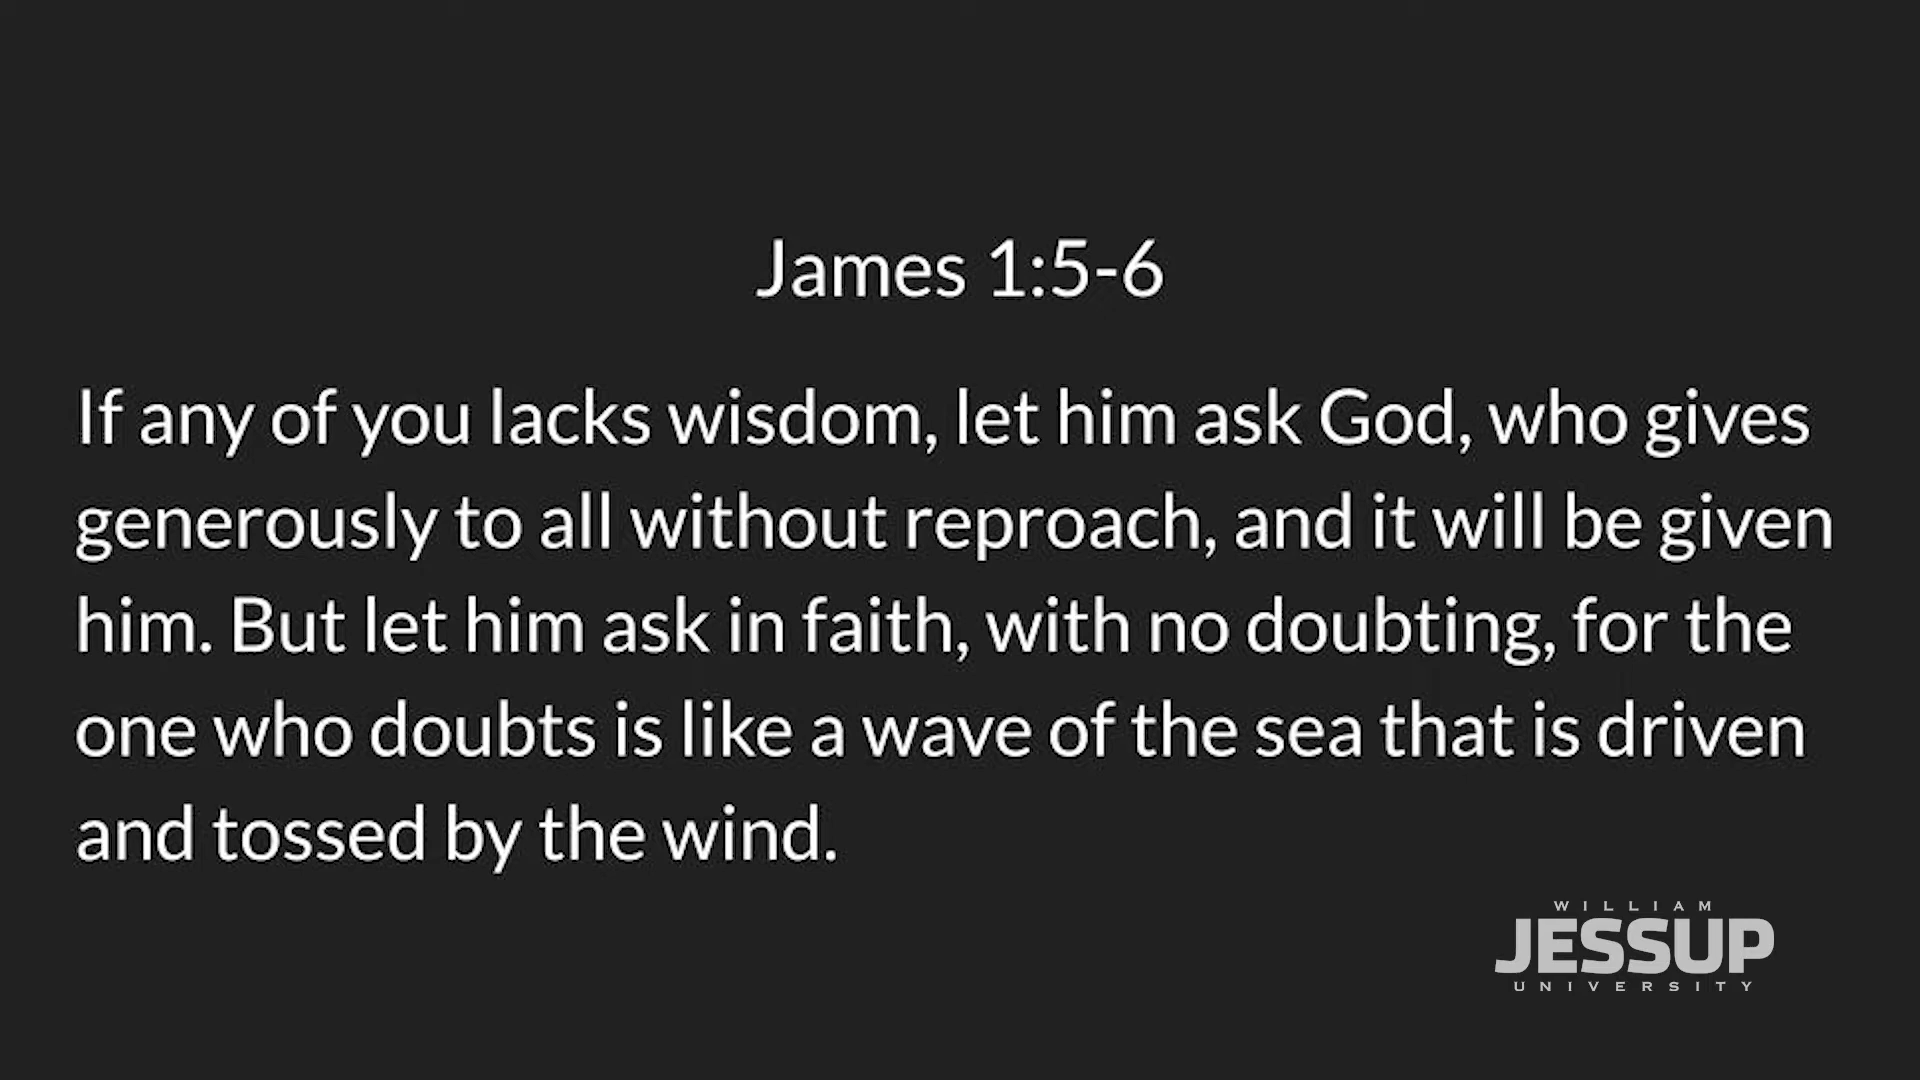 James 1:5-6
If any of you lacks wisdom, let him ask God, who gives
generously to all without reproach, and it will be given
him. But let him ask in faith, with no doubting, for the
one who doubts is like a wave of the sea that is driven
and tossed by the wind.
WILLIAM
JESSUP
UNIVERSITY